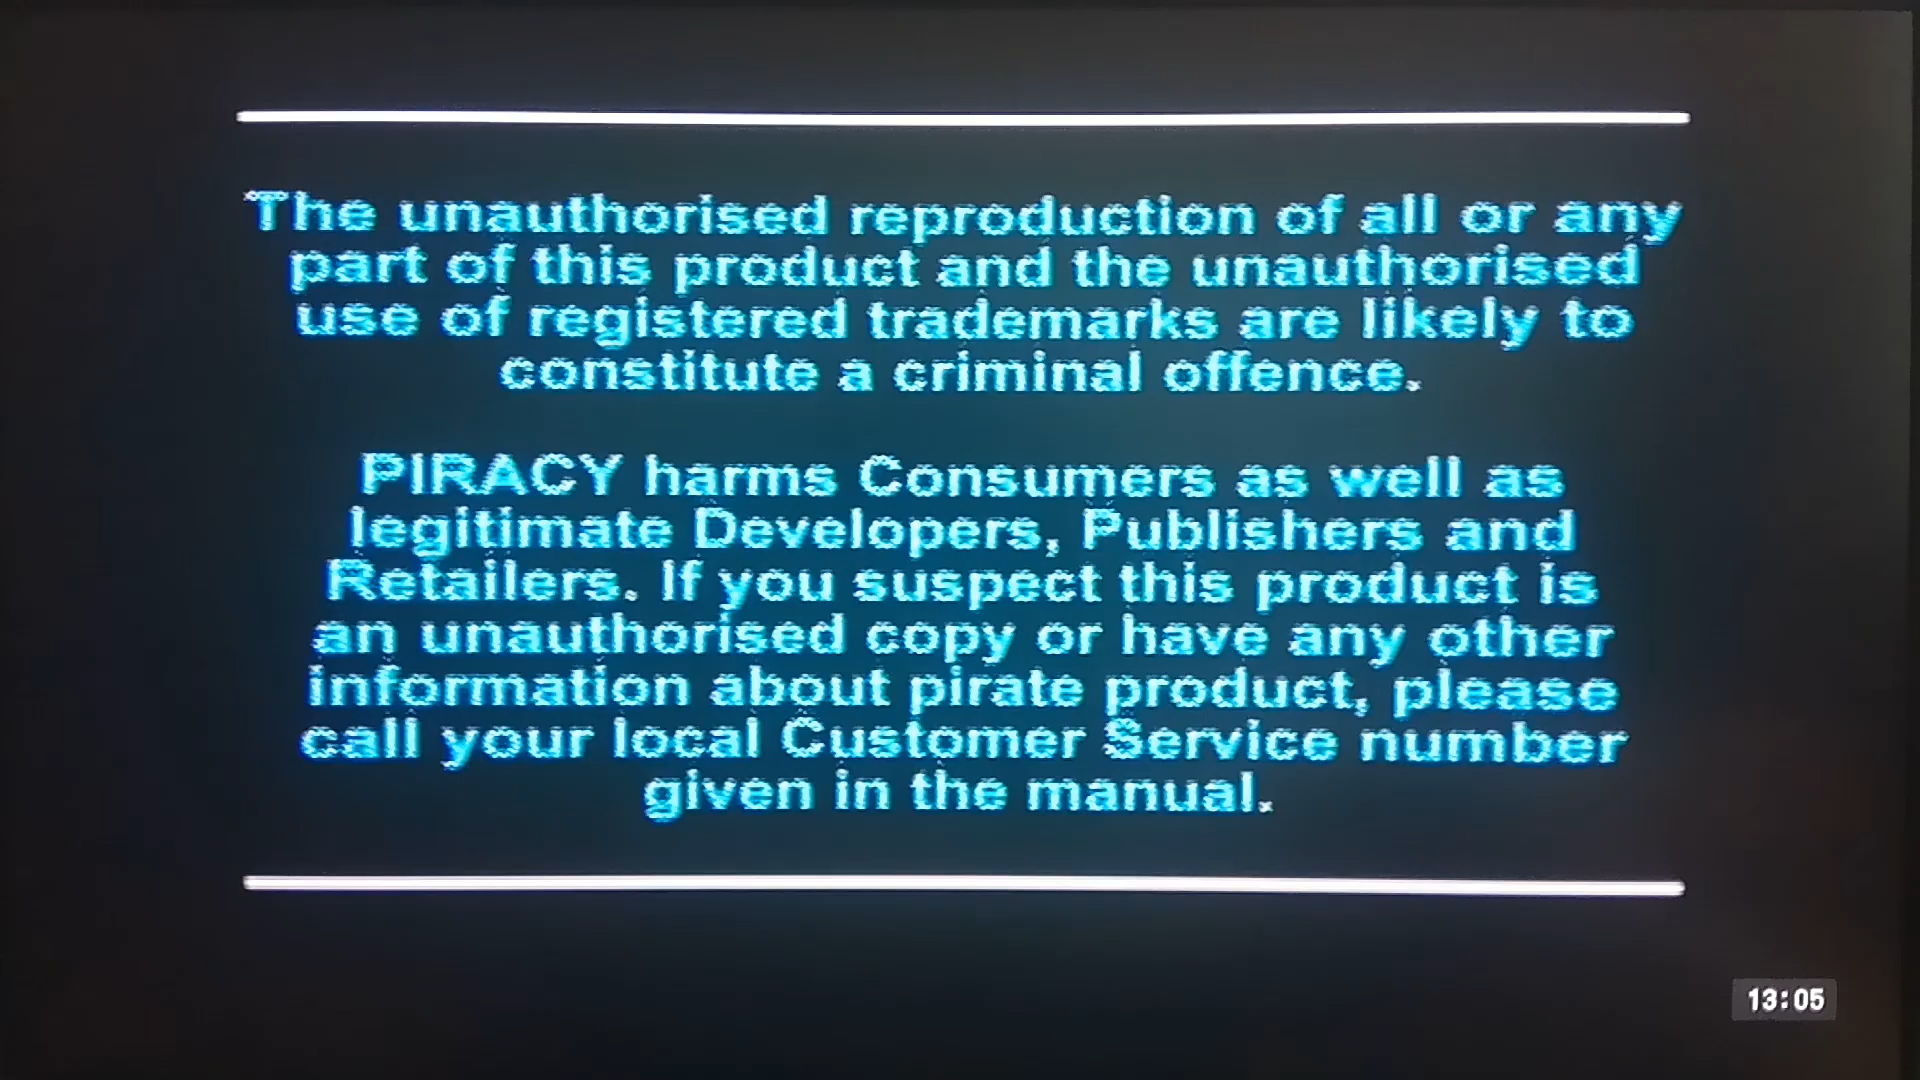 The unauthorised reproduction of all or any
part of this product and the unauthorised
use of registered trademarks are likely to
constitute a criminal offence.
PIRACY harms Consumers as well as
legitimate Developers, Publishers and
Retailers. If you suspect this product is
an unauthorised copy or have any other
information about pirate product, please
call your local Customer Service number
given in the manual.
13:05